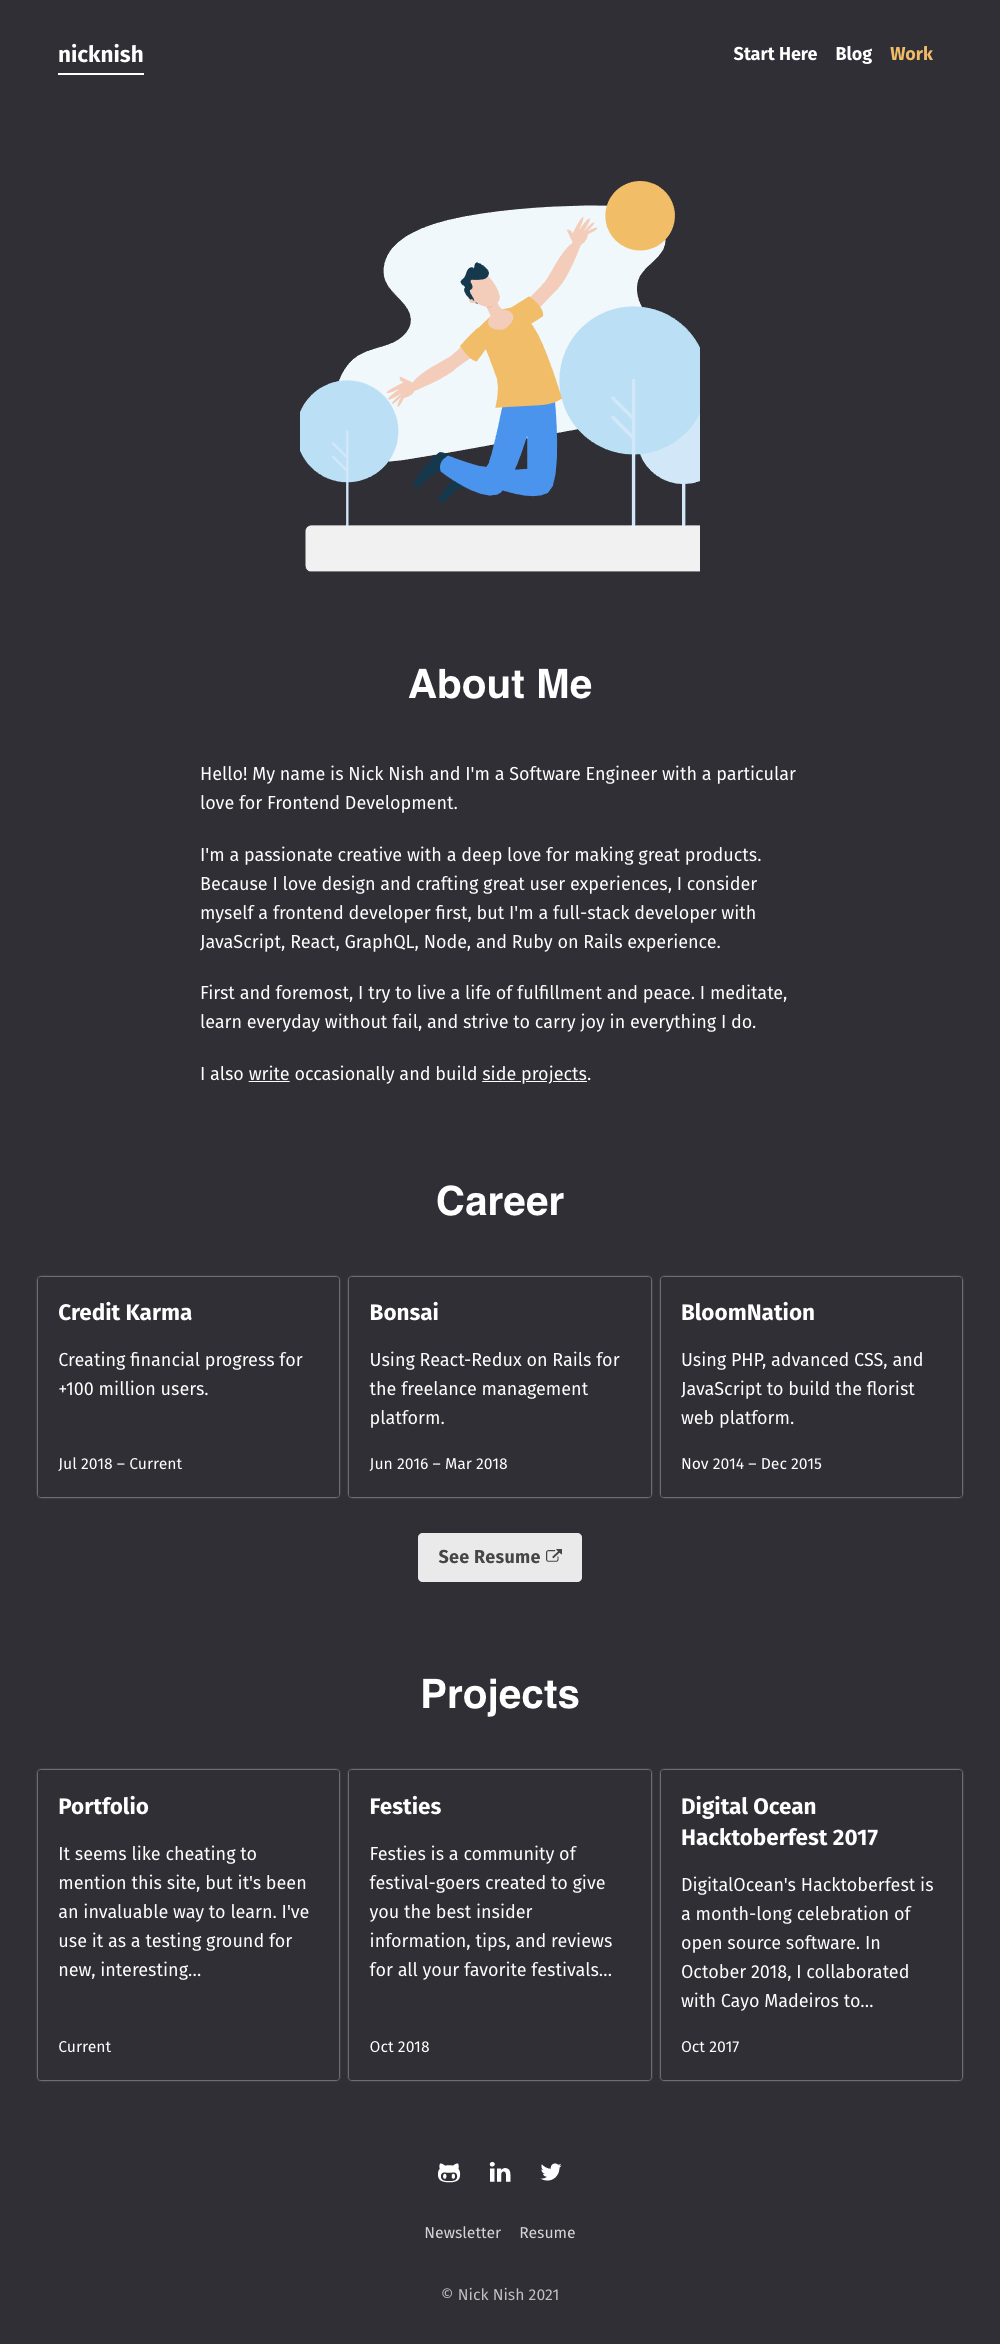 nicknish
Start Here Blog Work
About Me
Hello! My name is Nick Nish and I'm a Software Engineer with a particular
love for Frontend Development.
I'm a passionate creative with a deep love for making great products.
Because I love design and crafting great user experiences, I consider
myself a frontend developer first, but I'm a full-stack developer with
JavaScript, React, GraphQL, Node, and Ruby on Rails experience.
First and foremost, I try to live a life of fulfillment and peace. I meditate,
learn everyday without fail, and strive to carry joy in everything I do.
I also write occasionally and build side projects.
Career
Credit Karma
Creating financial progress for
+100 million users.
Jul 2018 – Current
Bonsai
Using React-Redux on Rails for
the freelance management
platform.
Jun 2016 – Mar 2018
BloomNation
Using PHP, advanced CSS, and
JavaScript to build the florist
web platform.
Nov 2014 – Dec 2015
See Resume
Projects
Portfolio
It seems like cheating to
mention this site, but it's been
an invaluable way to learn. I've
use it as a testing ground for
new, interesting...
Current
Festies
Festies is a community of
festival-goers created to give
you the best insider
information, tips, and reviews
for all your favorite festivals...
Oct 2018
Digital Ocean
Hacktoberfest 2017
DigitalOcean's Hacktoberfest is
a month-long celebration of
open source software. In
October 2018, I collaborated
with Cayo Madeiros to...
Oct 2017
Newsletter Resume
© Nick Nish 2021